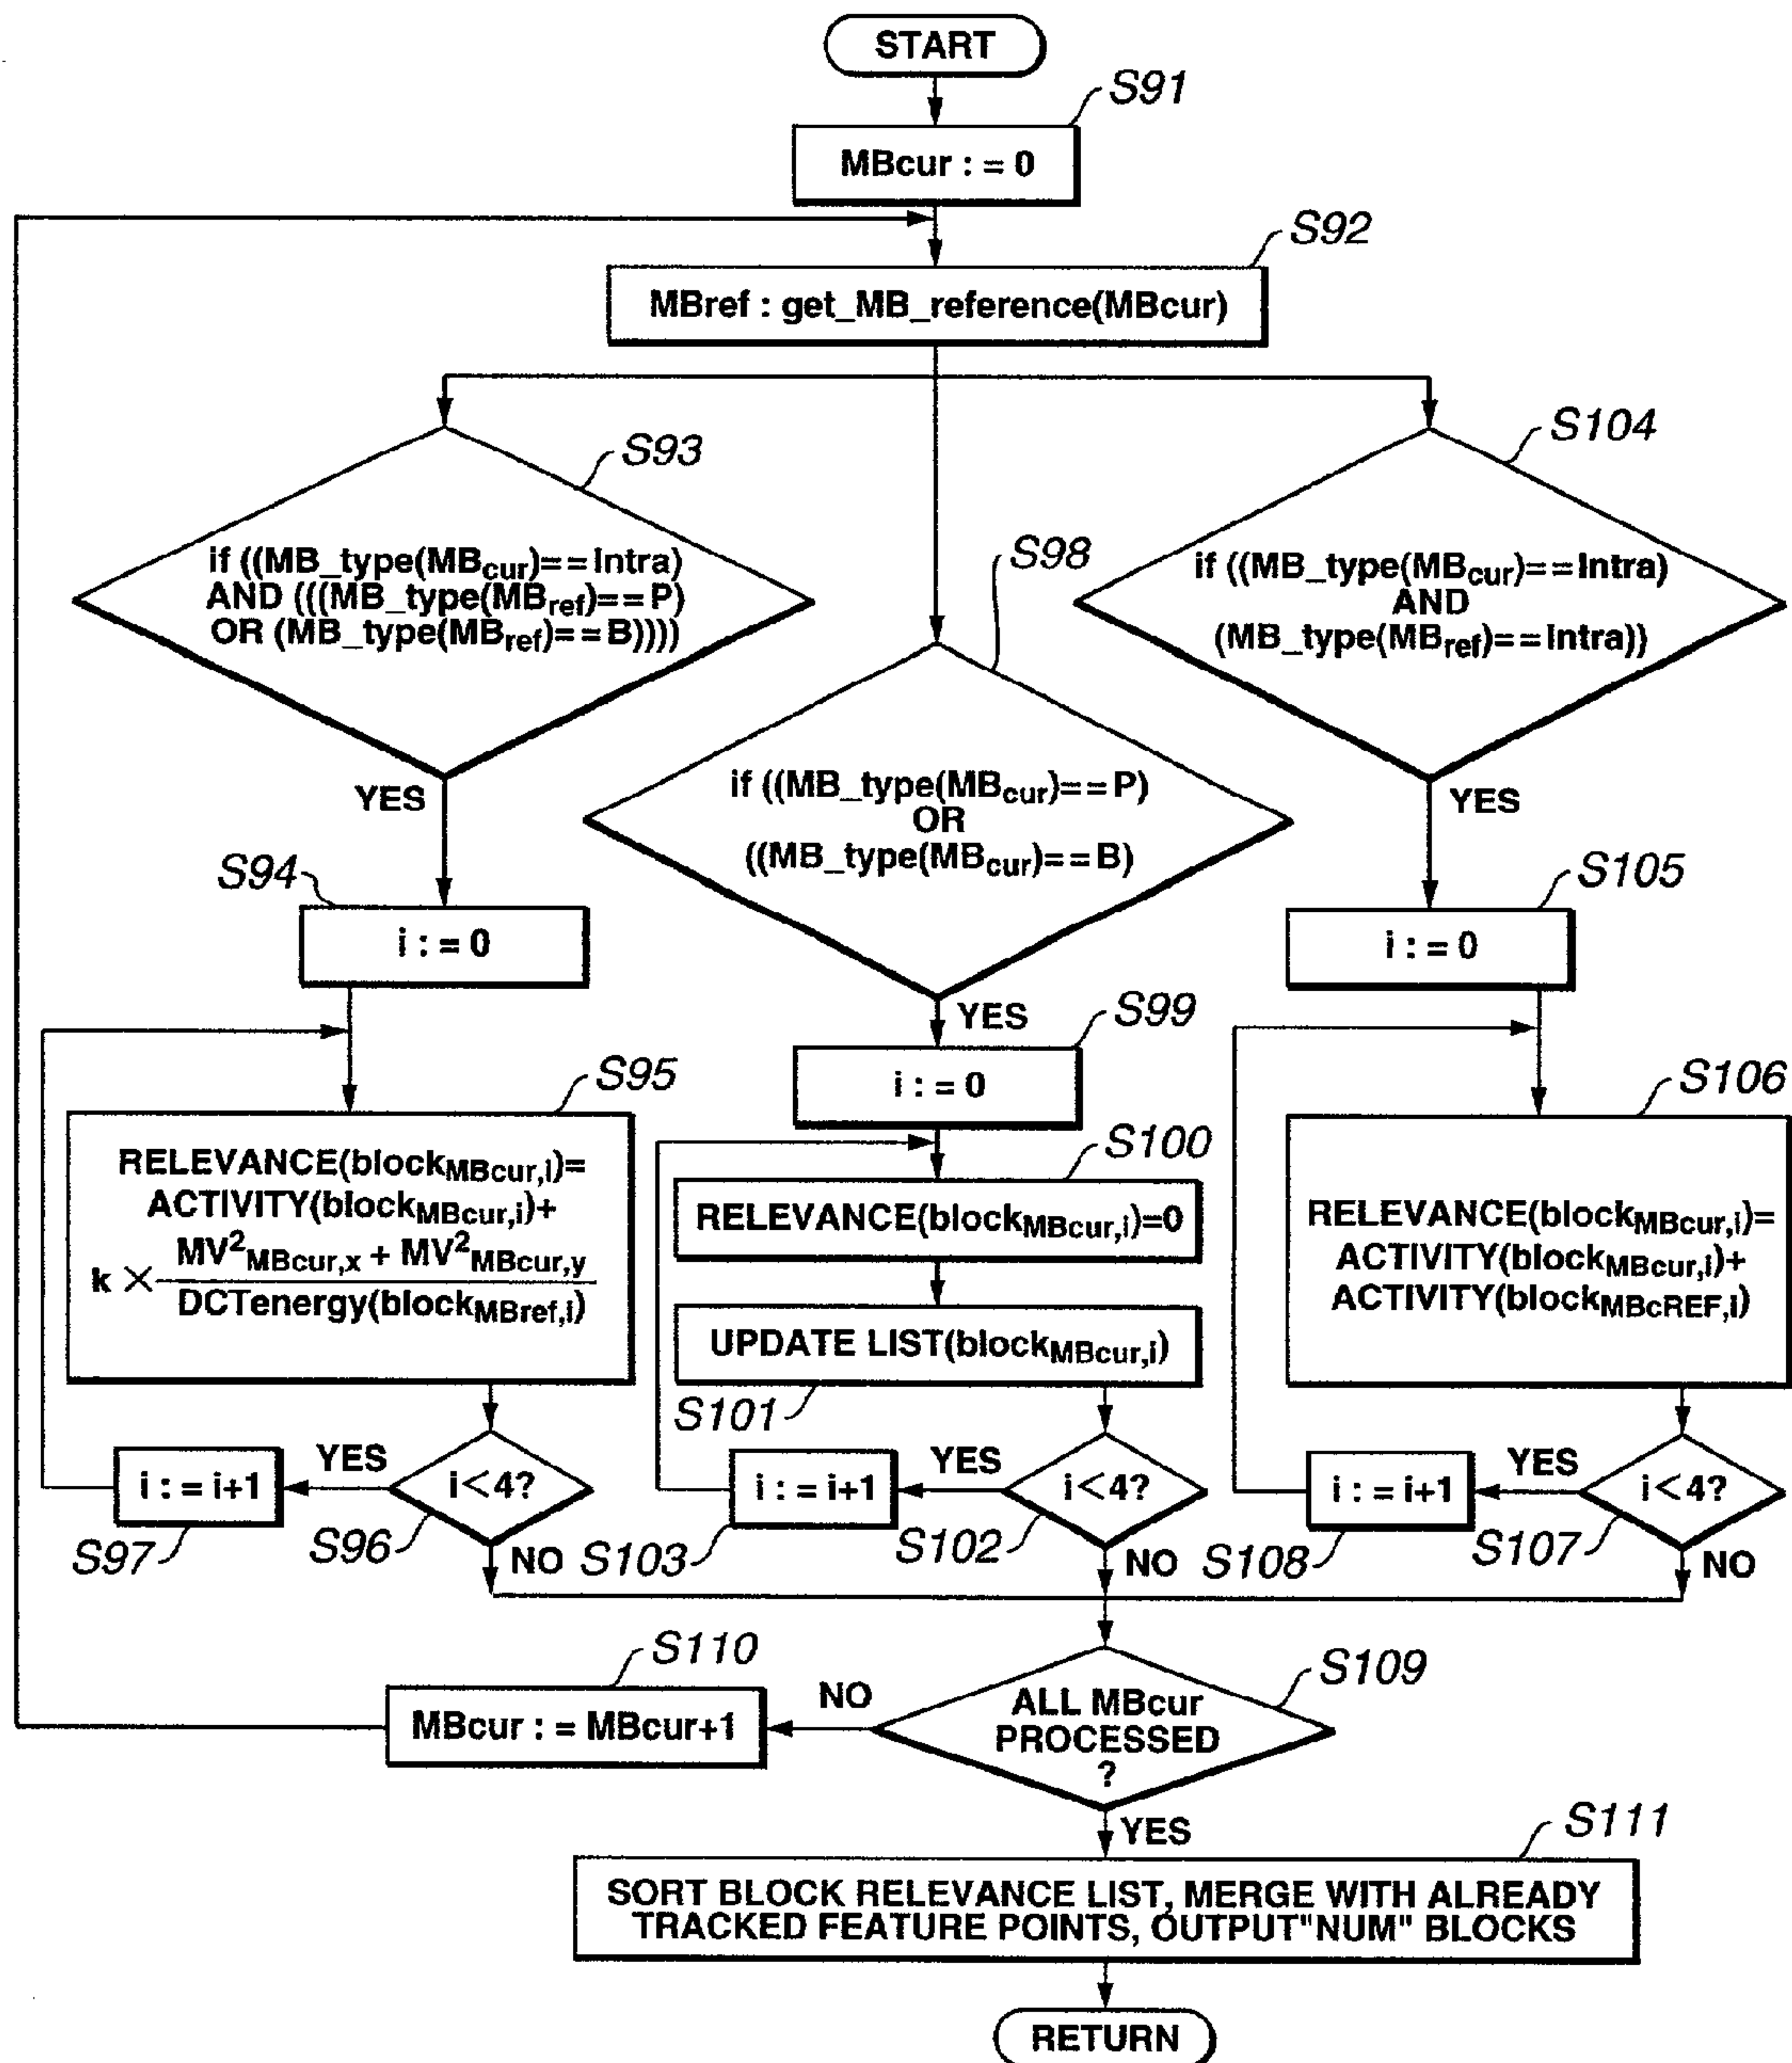 START
S91
MBcur : = 0
S92
MBref : get_MB_reference(MBcur)
S93
if ((MB_type(MBcur)==Intra)
AND (((MB_type(MBref)==P)
OR (MB_type(MBref)==B))))
YES
S98
if ((MB_type(MBcur)==P)
OR
((MB_type(MBcur)==B)
YES
S104
if ((MB_type(MBcur)==Intra)
AND
(MB_type(MBref)==Intra))
YES
S94
i : = 0
S99
i : = 0
S105
i : = 0
S95
RELEVANCE(blockMBcur,i)=
ACTIVITY(blockMBcur,i)+
k × MV²MBcur,x + MV²MBcur,y
DCTenergy(blockMBref,i)
S100
RELEVANCE(blockMBcur,i)=0
UPDATE LIST(blockMBcur,i)
S101
S106
RELEVANCE(blockMBcur,i)=
ACTIVITY(blockMBcur,i)+
ACTIVITY(blockMBcREF,i)
i : = i+1
YES
i<4?
S97
S96
NO
i : = i+1
YES
i<4?
S103
S102
NO
i : = i+1
YES
i<4?
S108
S107
NO
S110
MBcur : = MBcur+1
NO
S109
ALL MBcur
PROCESSED
?
YES
S111
SORT BLOCK RELEVANCE LIST, MERGE WITH ALREADY
TRACKED FEATURE POINTS, OUTPUT"NUM" BLOCKS
RETURN